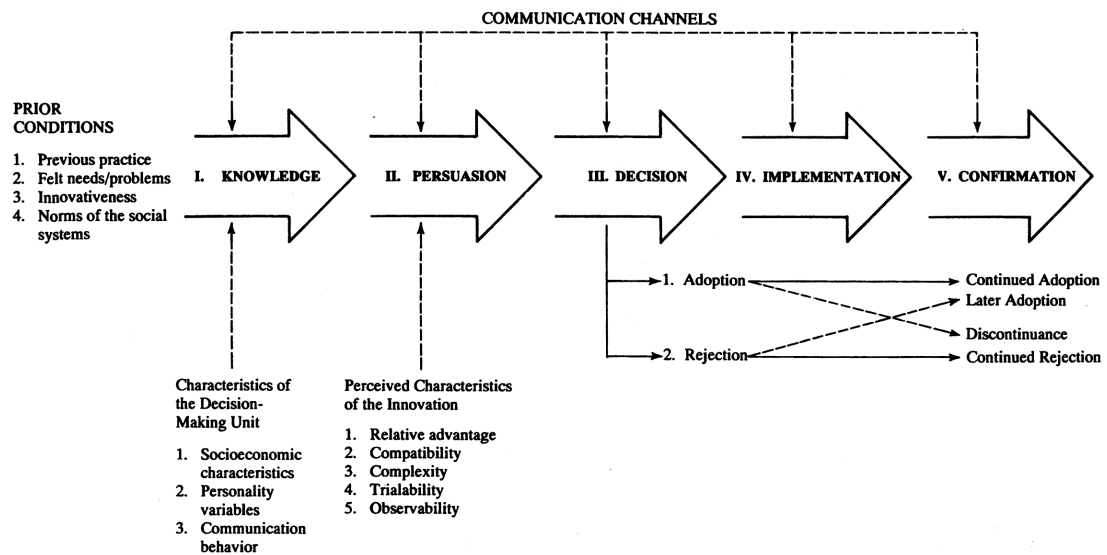 COMMUNICATION CHANNELS
PRIOR
CONDITIONS
1. Previous practice
2. Felt needs/problems
3. Innovativeness
4. Norms of the social
systems
I. KNOWLEDGE
II. PERSUASION
III. DECISION
IV. IMPLEMENTATION
V. CONFIRMATION
1. Adoption
2. Rejection
Continued Adoption
Later Adoption
Discontinuance
Continued Rejection
Characteristics of
the Decision-
Making Unit
1. Socioeconomic
characteristics
2. Personality
variables
3. Communication
behavior
Perceived Characteristics
of the Innovation
1. Relative advantage
2. Compatibility
3. Complexity
4. Trialability
5. Observability